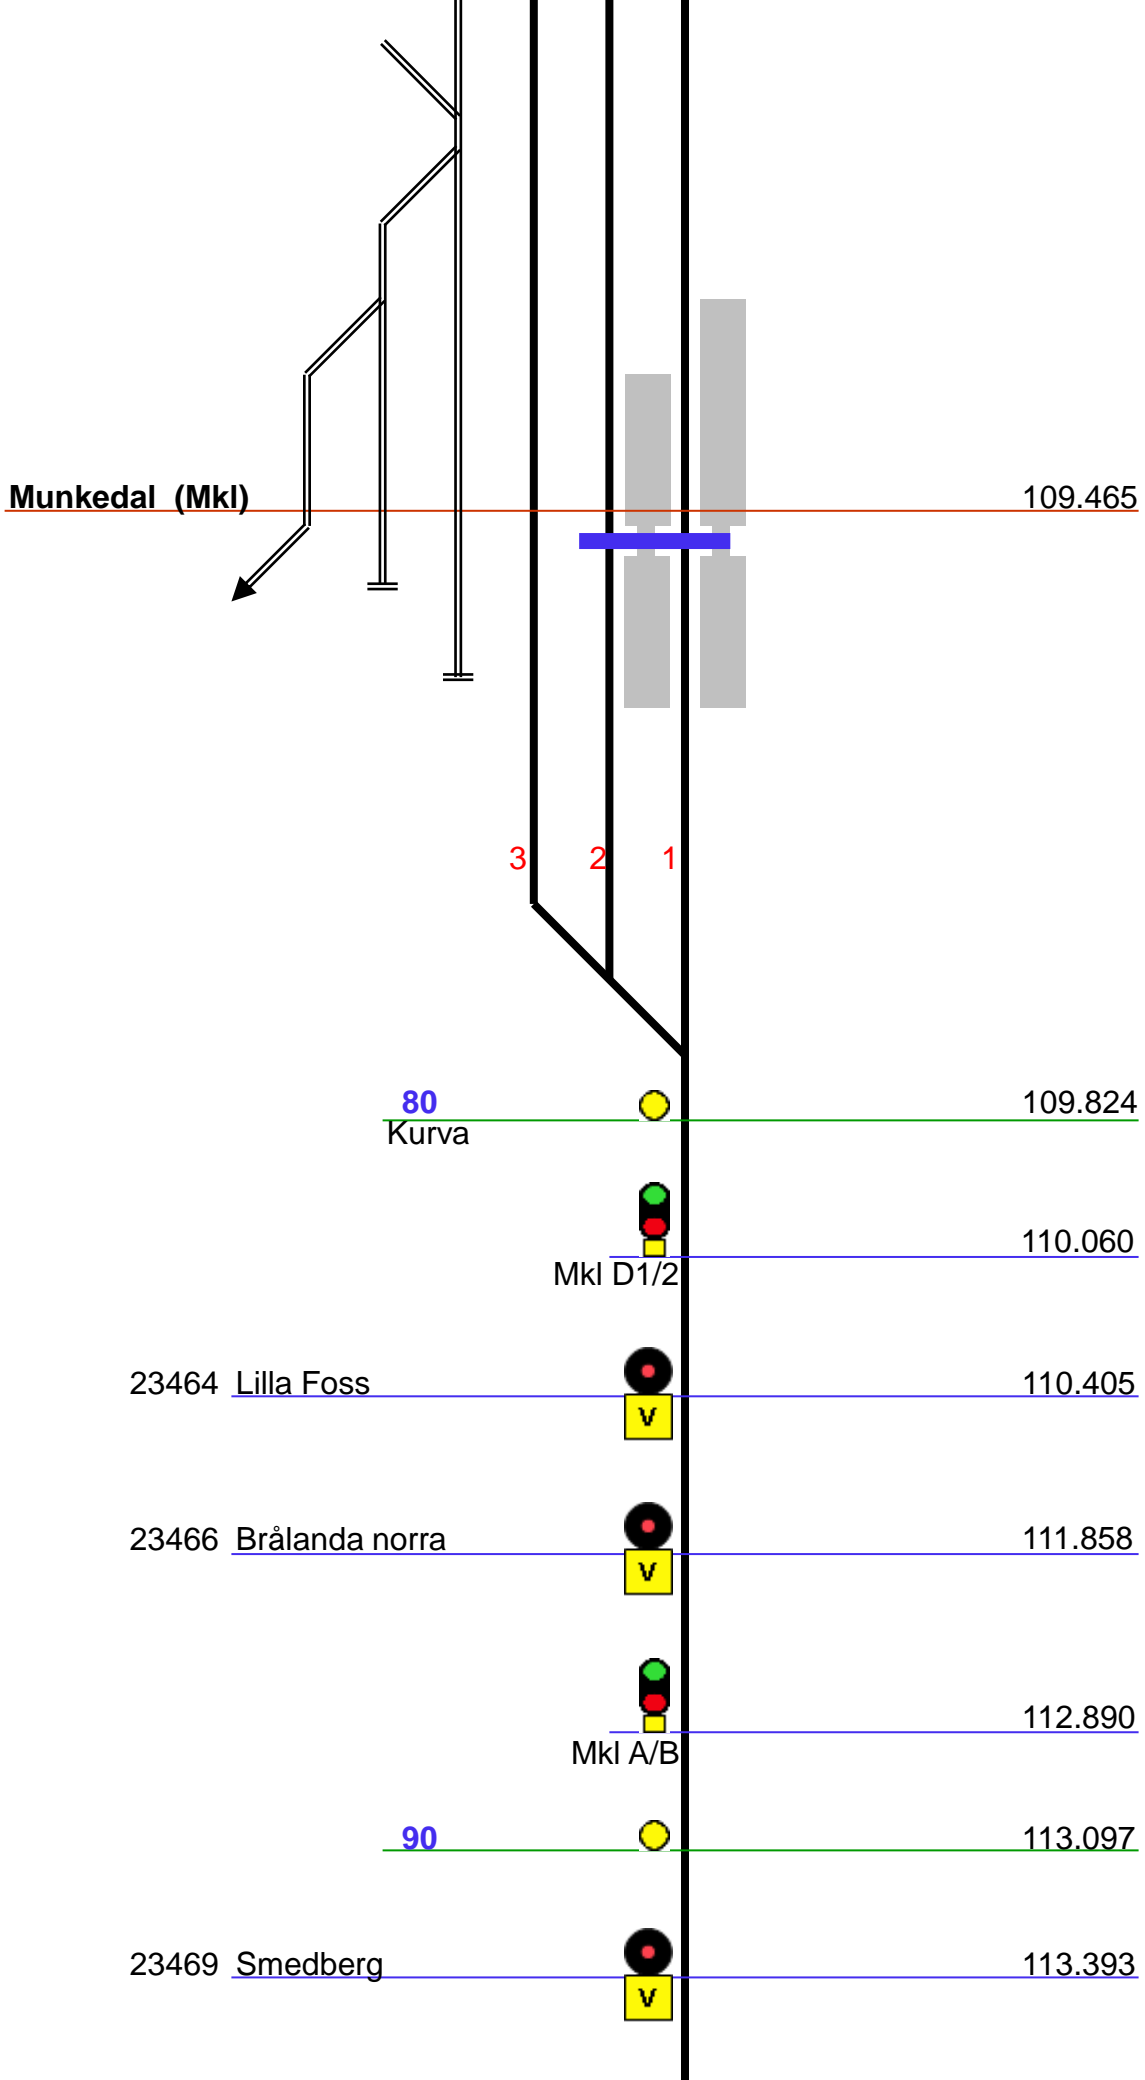 Munkedal (Mkl) 109.465
3 2 1
80 109.824
Kurva
110.060
Mkl D1/2
23464 Lilla Foss 110.405
V
23466 Brålanda norra 111.858
V
112.890
Mkl A/B
90 113.097
23469 Smedberg 113.393
V